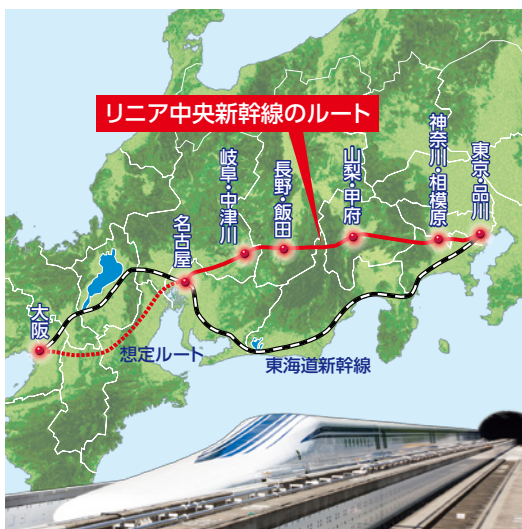 リニア中央新幹線のルート
東京・品川
神奈川・相模原
山梨・甲府
長野・飯田
岐阜・中津川
名古屋
大阪
想定ルート
東海道新幹線